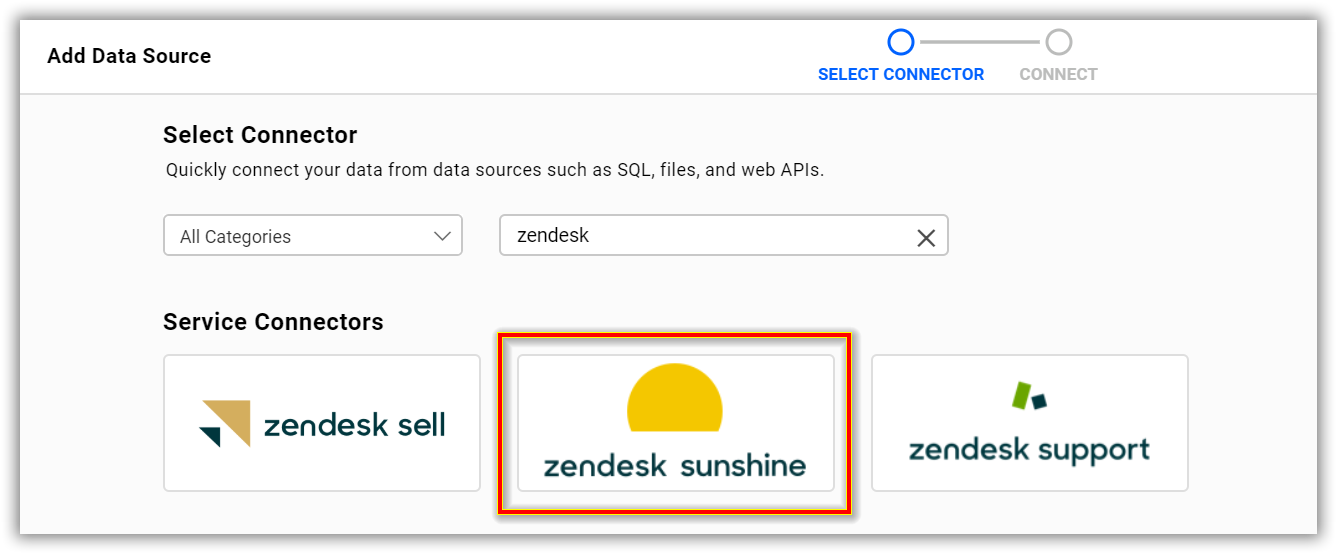 Add Data Source
SELECT CONNECTOR CONNECT
Select Connector
Quickly connect your data from data sources such as SQL, files, and web APIs.
All Categories zendesk
Service Connectors
zendesk sell zendesk sunshine zendesk support